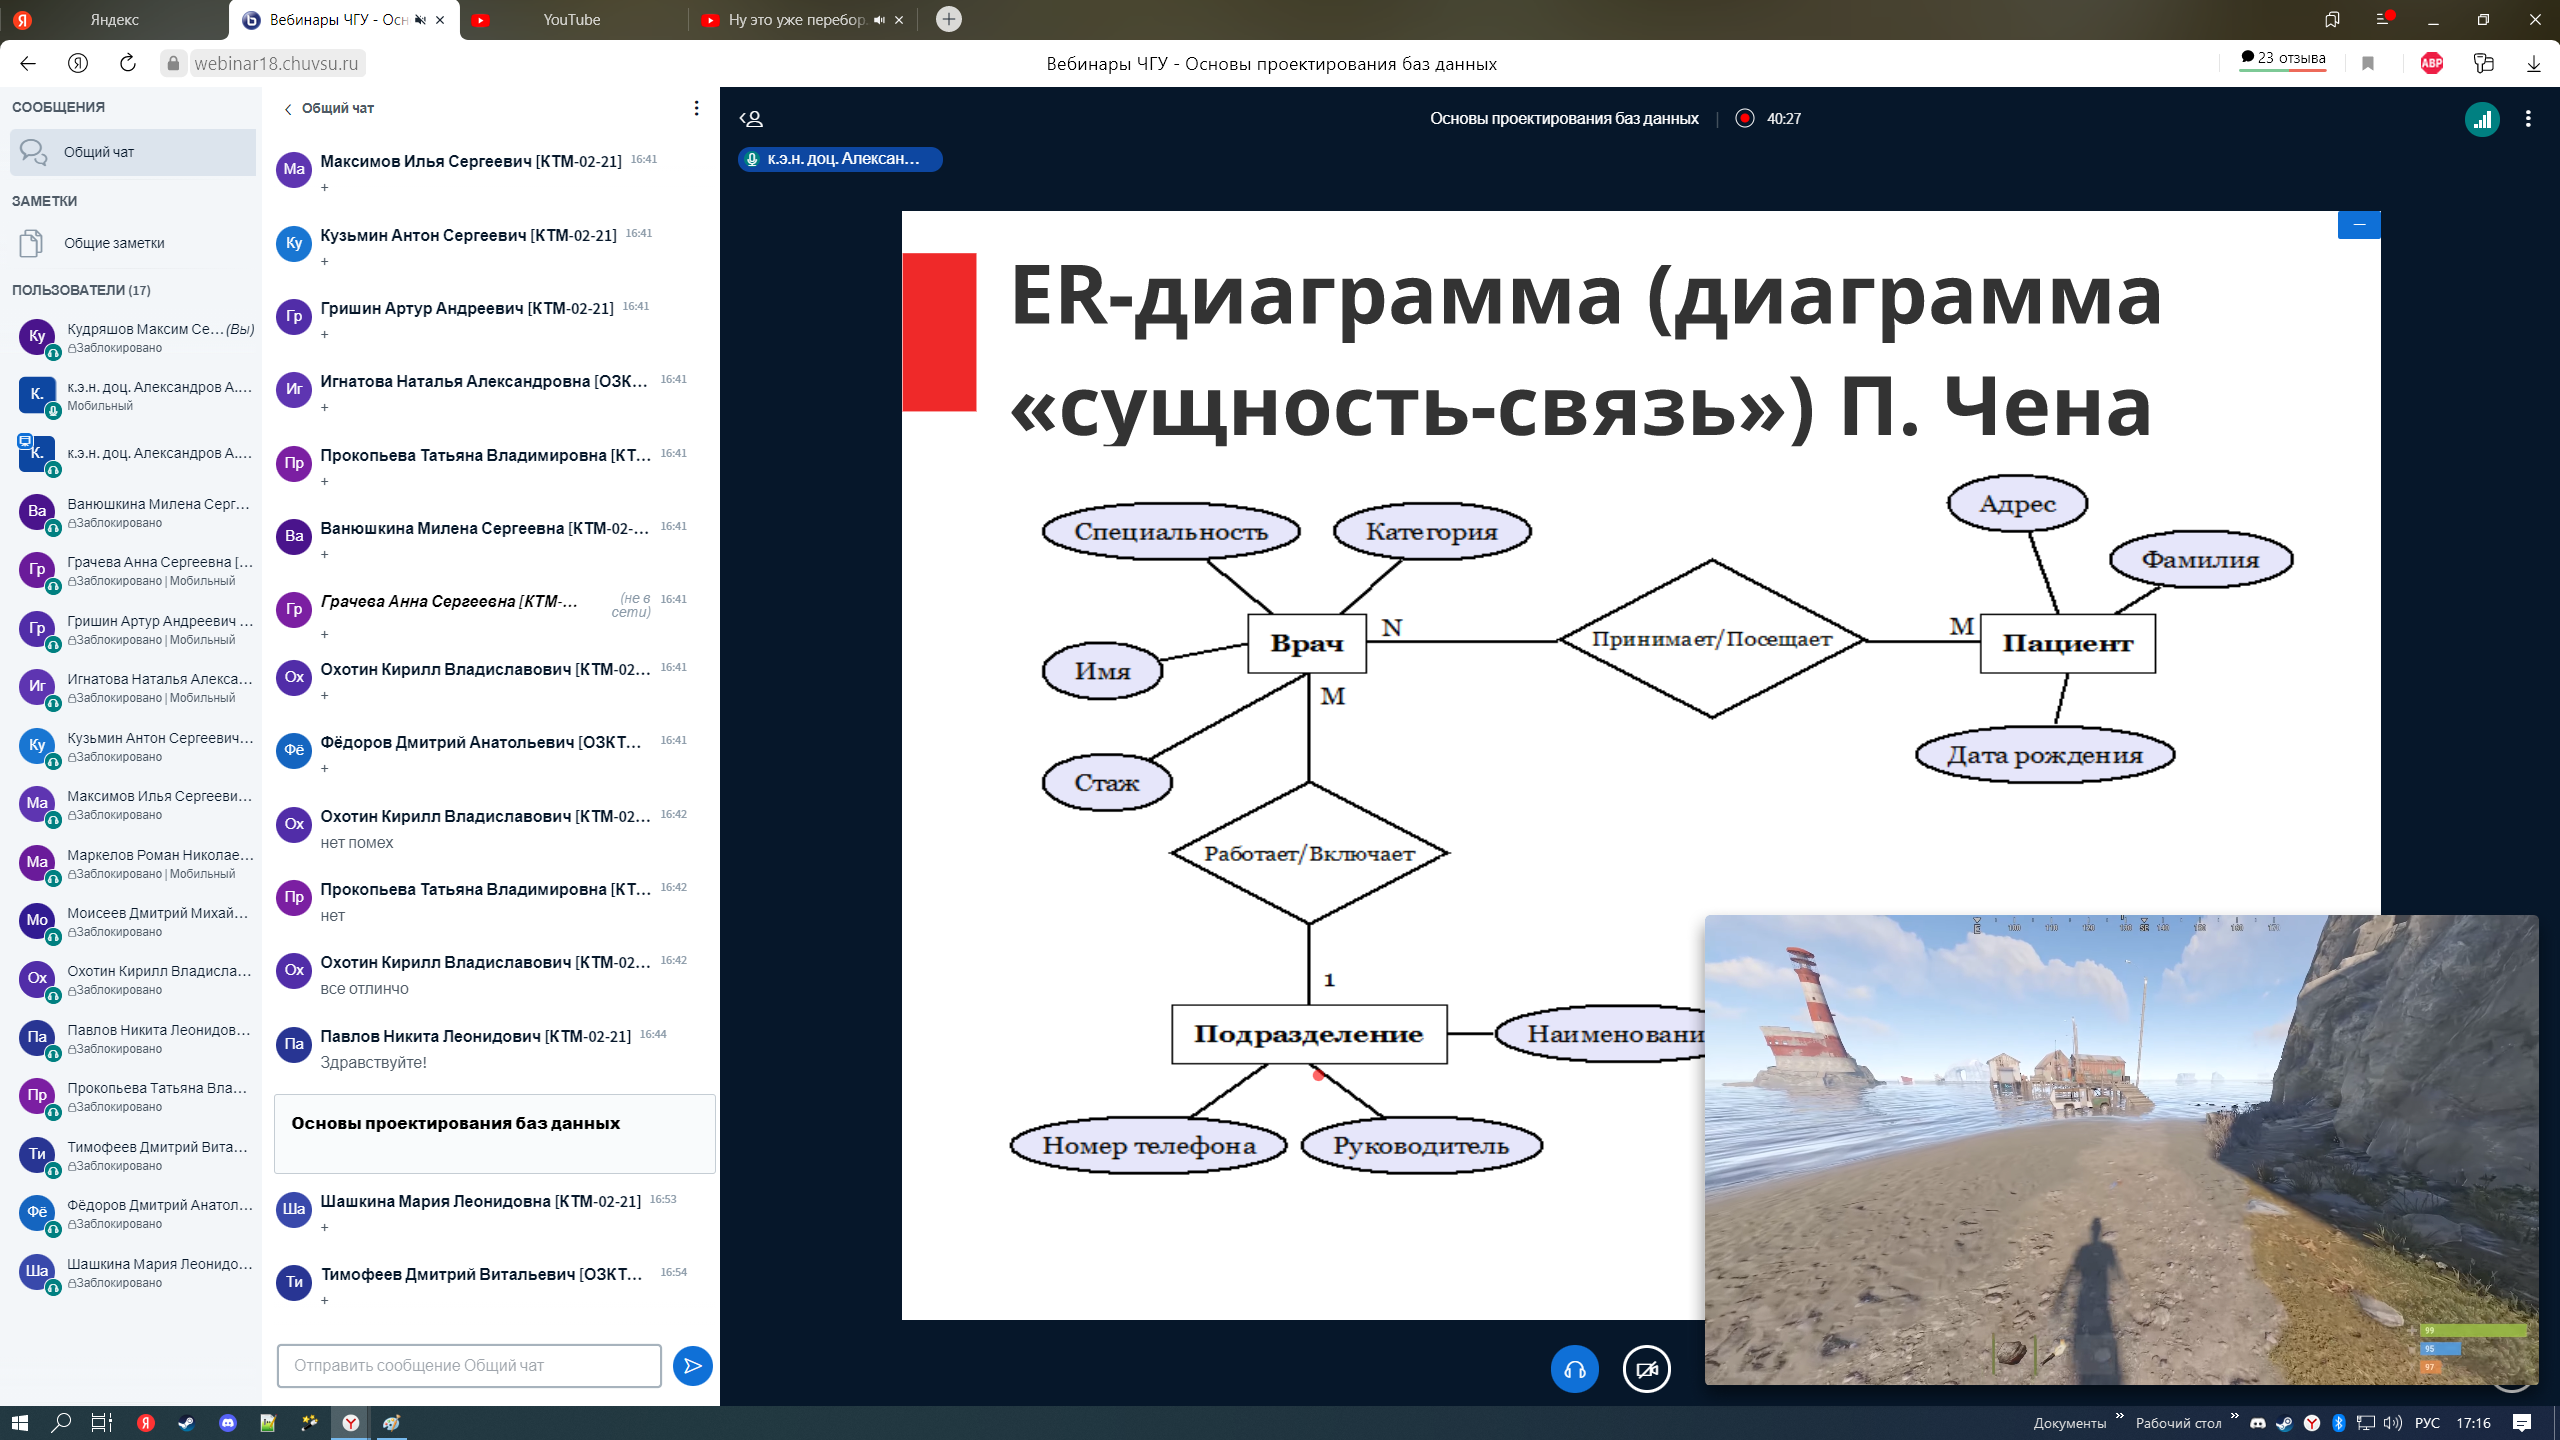 Яндекс
Вебинары ЧГУ - Осн
YouTube
Ну это уже перебор
webinar18.chuvsu.ru
Вебинары ЧГУ - Основы проектирования баз данных
23 отзыва
ABP
СООБЩЕНИЯ
Общий чат
ЗАМЕТКИ
Общие заметки
ПОЛЬЗОВАТЕЛИ (17)
Ку
Кудряшов Максим Се... (Вы)
Заблокировано
К.
к.э.н. доц. Александров А....
Мобильный
К.
к.э.н. доц. Александров А....
Ва
Ванюшкина Милена Серг...
Заблокировано
Гр
Грачева Анна Сергеевна [...
Заблокировано | Мобильный
Гр
Гришин Артур Андреевич ...
Заблокировано | Мобильный
Иг
Игнатова Наталья Алекса...
Заблокировано | Мобильный
Ку
Кузьмин Антон Сергеевич...
Заблокировано
Ма
Максимов Илья Сергееви...
Заблокировано
Ма
Маркелов Роман Николае...
Заблокировано | Мобильный
Мо
Моисеев Дмитрий Михай...
Заблокировано
Ох
Охотин Кирилл Владисла...
Заблокировано
Па
Павлов Никита Леонидов...
Заблокировано
Пр
Прокопьева Татьяна Вла...
Заблокировано
Ти
Тимофеев Дмитрий Вита...
Заблокировано
Фё
Фёдоров Дмитрий Анатол...
Заблокировано
Ша
Шашкина Мария Леонидо...
Заблокировано
Общий чат
Ма
Максимов Илья Сергеевич [КТМ-02-21] 16:41
+
Ку
Кузьмин Антон Сергеевич [КТМ-02-21] 16:41
+
Гр
Гришин Артур Андреевич [КТМ-02-21] 16:41
+
Иг
Игнатова Наталья Александровна [ОЗК... 16:41
+
Пр
Прокопьева Татьяна Владимировна [КТ... 16:41
+
Ва
Ванюшкина Милена Сергеевна [КТМ-02-... 16:41
+
Гр
Грачева Анна Сергеевна [КТМ-... (не в сети) 16:41
+
Ох
Охотин Кирилл Владиславович [КТМ-02... 16:41
+
Фё
Фёдоров Дмитрий Анатольевич [ОЗКТ... 16:41
+
Ох
Охотин Кирилл Владиславович [КТМ-02... 16:42
нет помех
Пр
Прокопьева Татьяна Владимировна [КТ... 16:42
нет
Ох
Охотин Кирилл Владиславович [КТМ-02... 16:42
все отлинчо
Па
Павлов Никита Леонидович [КТМ-02-21] 16:44
Здравствуйте!
Основы проектирования баз данных
Ша
Шашкина Мария Леонидовна [КТМ-02-21] 16:53
+
Ти
Тимофеев Дмитрий Витальевич [ОЗКТ... 16:54
+
Отправить сообщение Общий чат
Основы проектирования баз данных
40:27
к.э.н. доц. Алексан...
ER-диаграмма (диаграмма
«сущность-связь») П. Чена
Специальность
Категория
Адрес
Фамилия
Врач
N
Принимает/Посещает
M
Пациент
Имя
M
Стаж
Дата рождения
Работает/Включает
1
Подразделение
Наименовани
Номер телефона
Руководитель
99
95
97
Документы
Рабочий стол
РУС
17:16